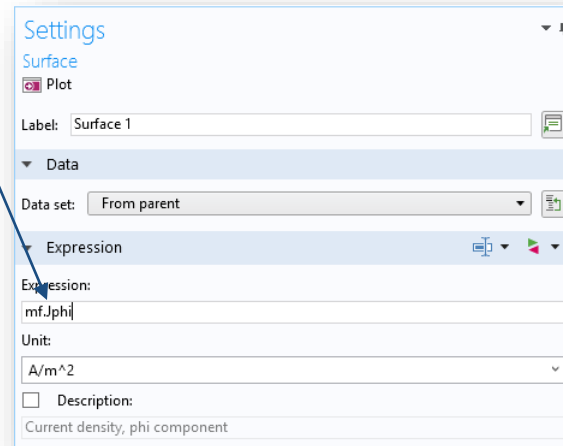 Settings
Surface
Plot
Label: Surface 1
Data
Data set: From parent
Expression
Expression:
mf.Jphi
Unit:
A/m^2
Description:
Current density, phi component